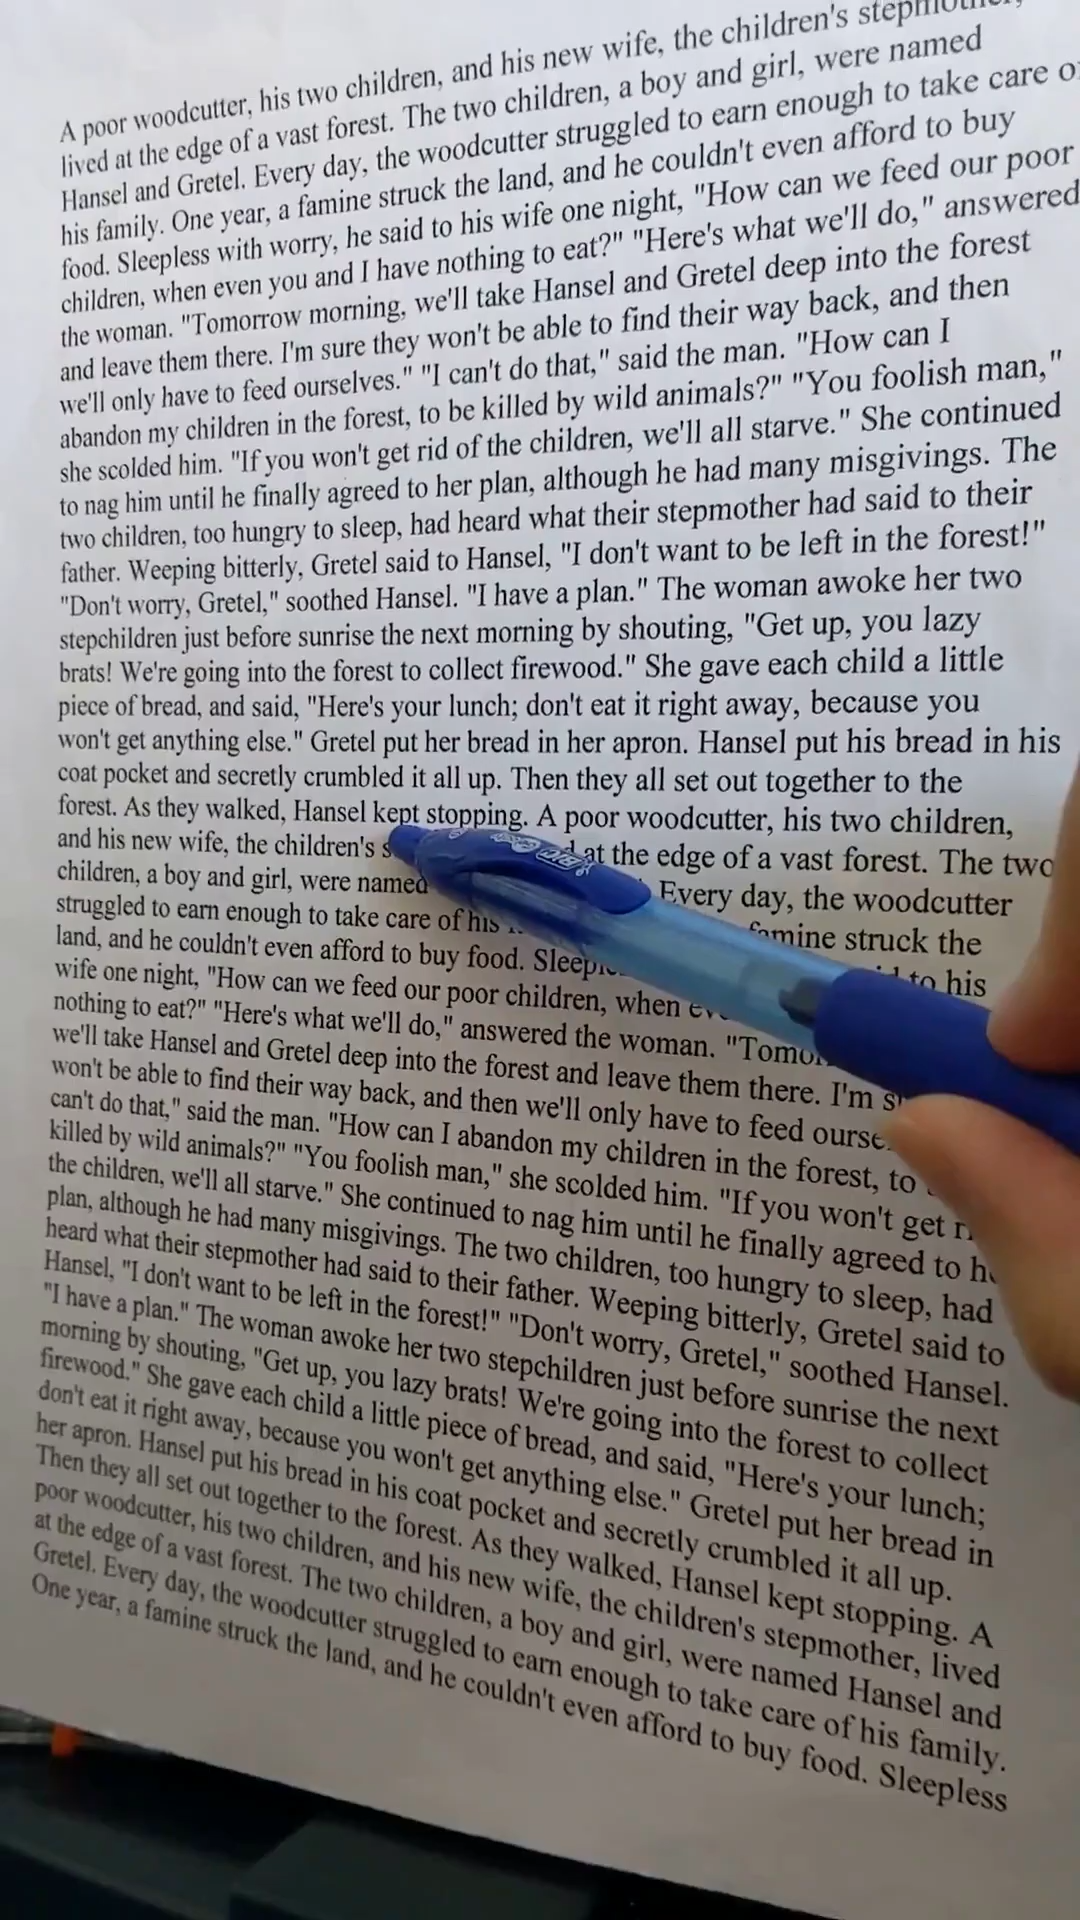 A poor woodcutter, his two children, and his new wife, the children's
lived at the edge of a vast forest. The two children, a boy and girl, were named
Hansel and Gretel. Every day, the woodcutter struggled to earn enough to take care
his family. One year, a famine struck the land, and he couldn't even afford to buy
food. Sleepless with worry, he said to his wife one night, "How can we feed our poor
children, when even you and I have nothing to eat?" "Here's what we'll do," answered
the woman. "Tomorrow morning, we'll take Hansel and Gretel deep into the forest
and leave them there. I'm sure they won't be able to find their way back, and then
we'll only have to feed ourselves." "I can't do that," said the man. "How can I
abandon my children in the forest, to be killed by wild animals?" "You foolish man,"
she scolded him. "If you won't get rid of the children, we'll all starve." She continued
to nag him until he finally agreed to her plan, although he had many misgivings. The
two children, too hungry to sleep, had heard what their stepmother had said to their
father. Weeping bitterly, Gretel said to Hansel, "I don't want to be left in the forest!"
"Don't worry, Gretel," soothed Hansel. "I have a plan." The woman awoke her two
stepchildren just before sunrise the next morning by shouting, "Get up, you lazy
brats! We're going into the forest to collect firewood." She gave each child a little
piece of bread, and said, "Here's your lunch; don't eat it right away, because you
won't get anything else." Gretel put her bread in her apron. Hansel put his bread in his
coat pocket and secretly crumbled it all up. Then they all set out together to the
forest. As they walked, Hansel kept stopping. A poor woodcutter, his two children,
and his new wife, the children's at the edge of a vast forest. The two
children, a boy and girl, were named Every day, the woodcutter
struggled to earn enough to take care of his famine struck the
land, and he couldn't even afford to buy food. to his
wife one night, "How can we feed our poor children, when
nothing to eat?" "Here's what we'll do," answered the woman.
we'll take Hansel and Gretel deep into the forest and leave them there. I'm
won't be able to find their way back, and then we'll only have to feed
can't do that," said the man. "How can I abandon my children in the forest, to
killed by wild animals?" "You foolish man," she scolded him. "If you won't get
the children, we'll all starve." She continued to nag him until he finally agreed to
plan, although he had many misgivings. The two children, too hungry to sleep, had
heard what their stepmother had said to their father. Weeping bitterly, Gretel said to
Hansel, "I don't want to be left in the forest!" "Don't worry, Gretel," soothed Hansel.
"I have a plan." The woman awoke her two stepchildren just before sunrise the next
morning by shouting, "Get up, you lazy brats! We're going into the forest to collect
firewood." She gave each child a little piece of bread, and said, "Here's your lunch;
don't eat it right away, because you won't get anything else." Gretel put her bread in
her apron. Hansel put his bread in his coat pocket and secretly crumbled it all up.
Then they all set out together to the forest. As they walked, Hansel kept stopping. A
poor woodcutter, his two children, and his new wife, the children's stepmother, lived
at the edge of a vast forest. The two children, a boy and girl, were named Hansel and
Gretel. Every day, the woodcutter struggled to earn enough to take care of his family.
One year, a famine struck the land, and he couldn't even afford to buy food. Sleepless
BIC